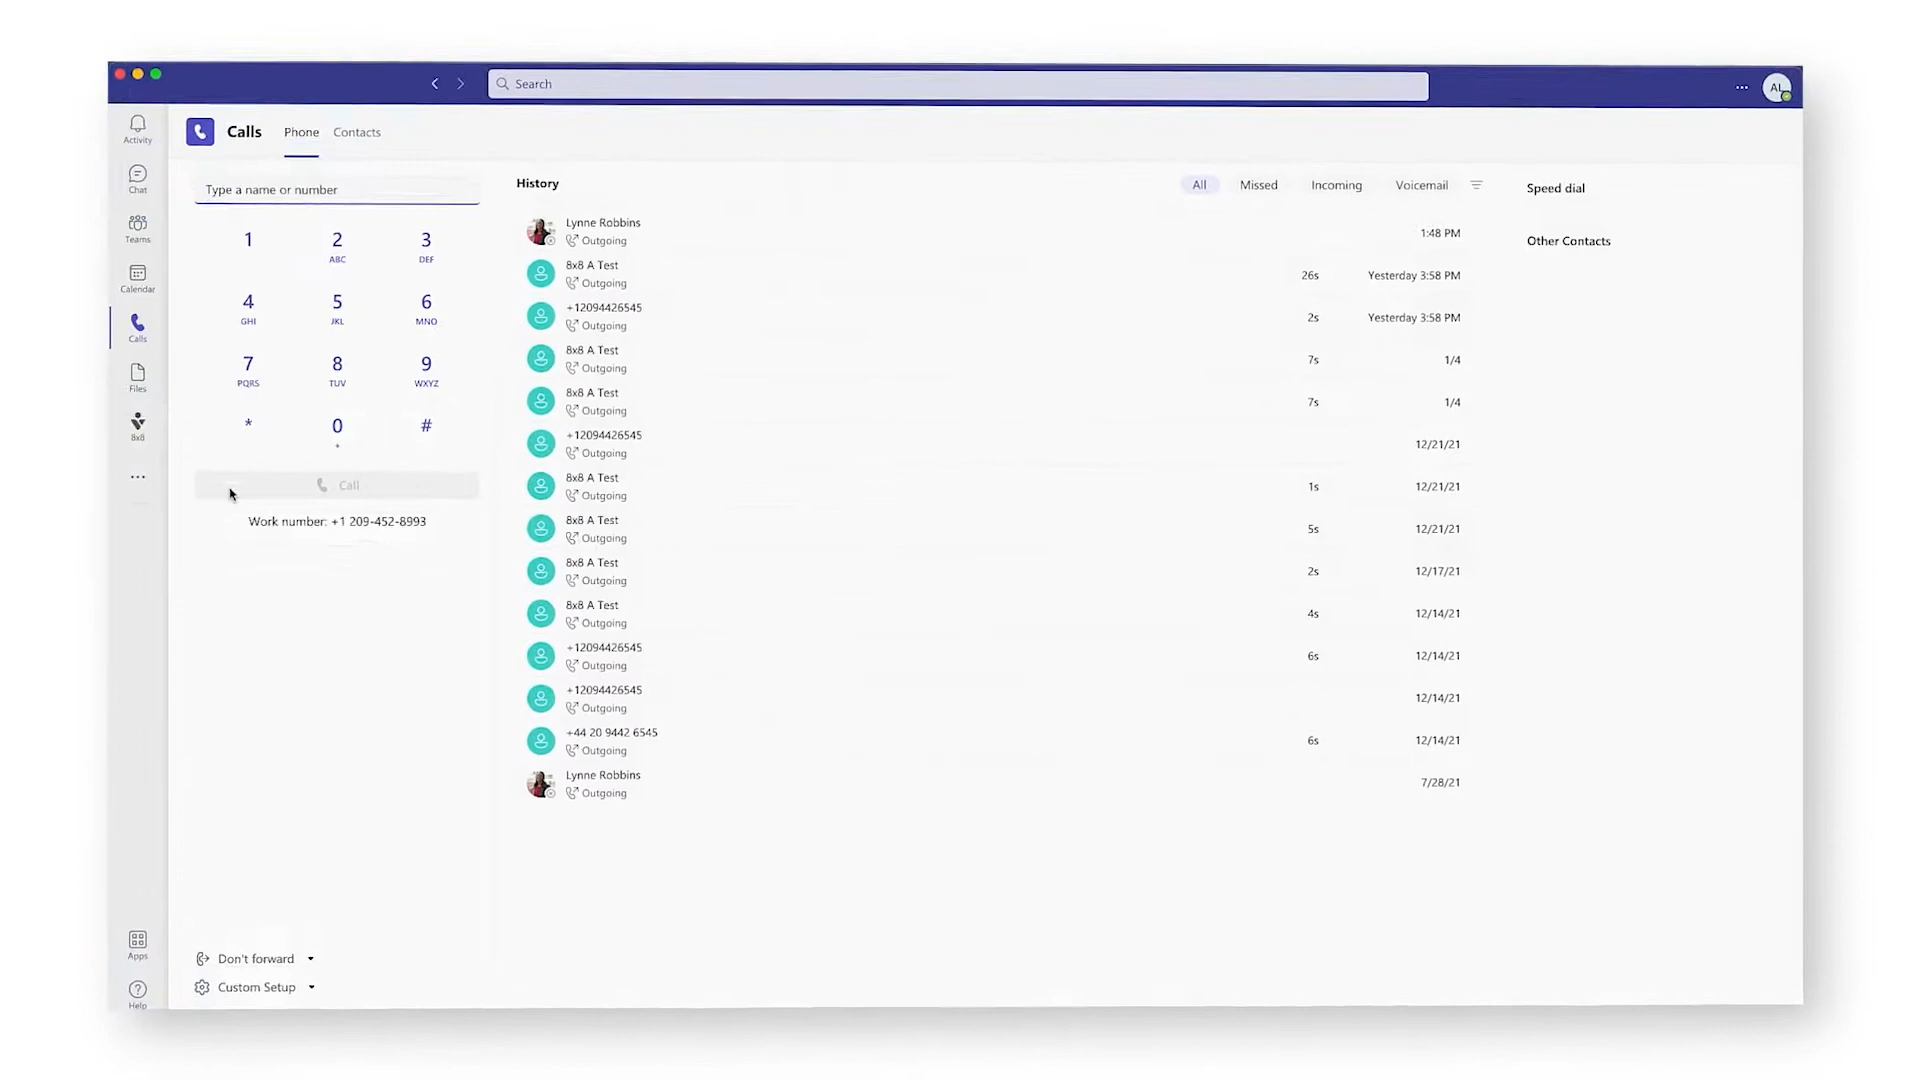 Search
AL
Activity
Chat
Teams
Calendar
Calls
Files
8x8
Apps
Help
Calls Phone Contacts
Type a name or number
1 2 3
ABC DEF
4 5 6
GHI JKL MNO
7 8 9
PQRS TUV WXYZ
* 0 #
+
Call
Work number: +1 209-452-8993
Don't forward
Custom Setup
History All Missed Incoming Voicemail
Lynne Robbins
Outgoing 1:48 PM
8x8 A Test
Outgoing 26s Yesterday 3:58 PM
+12094426545
Outgoing 2s Yesterday 3:58 PM
8x8 A Test
Outgoing 7s 1/4
8x8 A Test
Outgoing 7s 1/4
+12094426545
Outgoing 12/21/21
8x8 A Test
Outgoing 1s 12/21/21
8x8 A Test
Outgoing 5s 12/21/21
8x8 A Test
Outgoing 2s 12/17/21
8x8 A Test
Outgoing 4s 12/14/21
+12094426545
Outgoing 6s 12/14/21
+12094426545
Outgoing 12/14/21
+44 20 9442 6545
Outgoing 6s 12/14/21
Lynne Robbins
Outgoing 7/28/21
Speed dial
Other Contacts